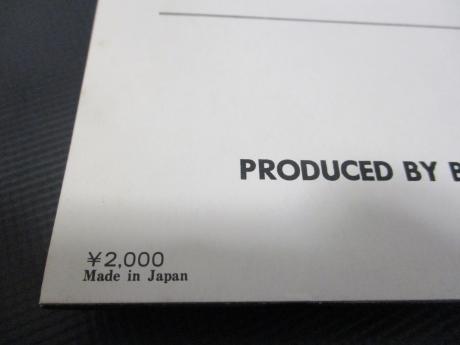 PRODUCED BY B
¥2,000
Made in Japan